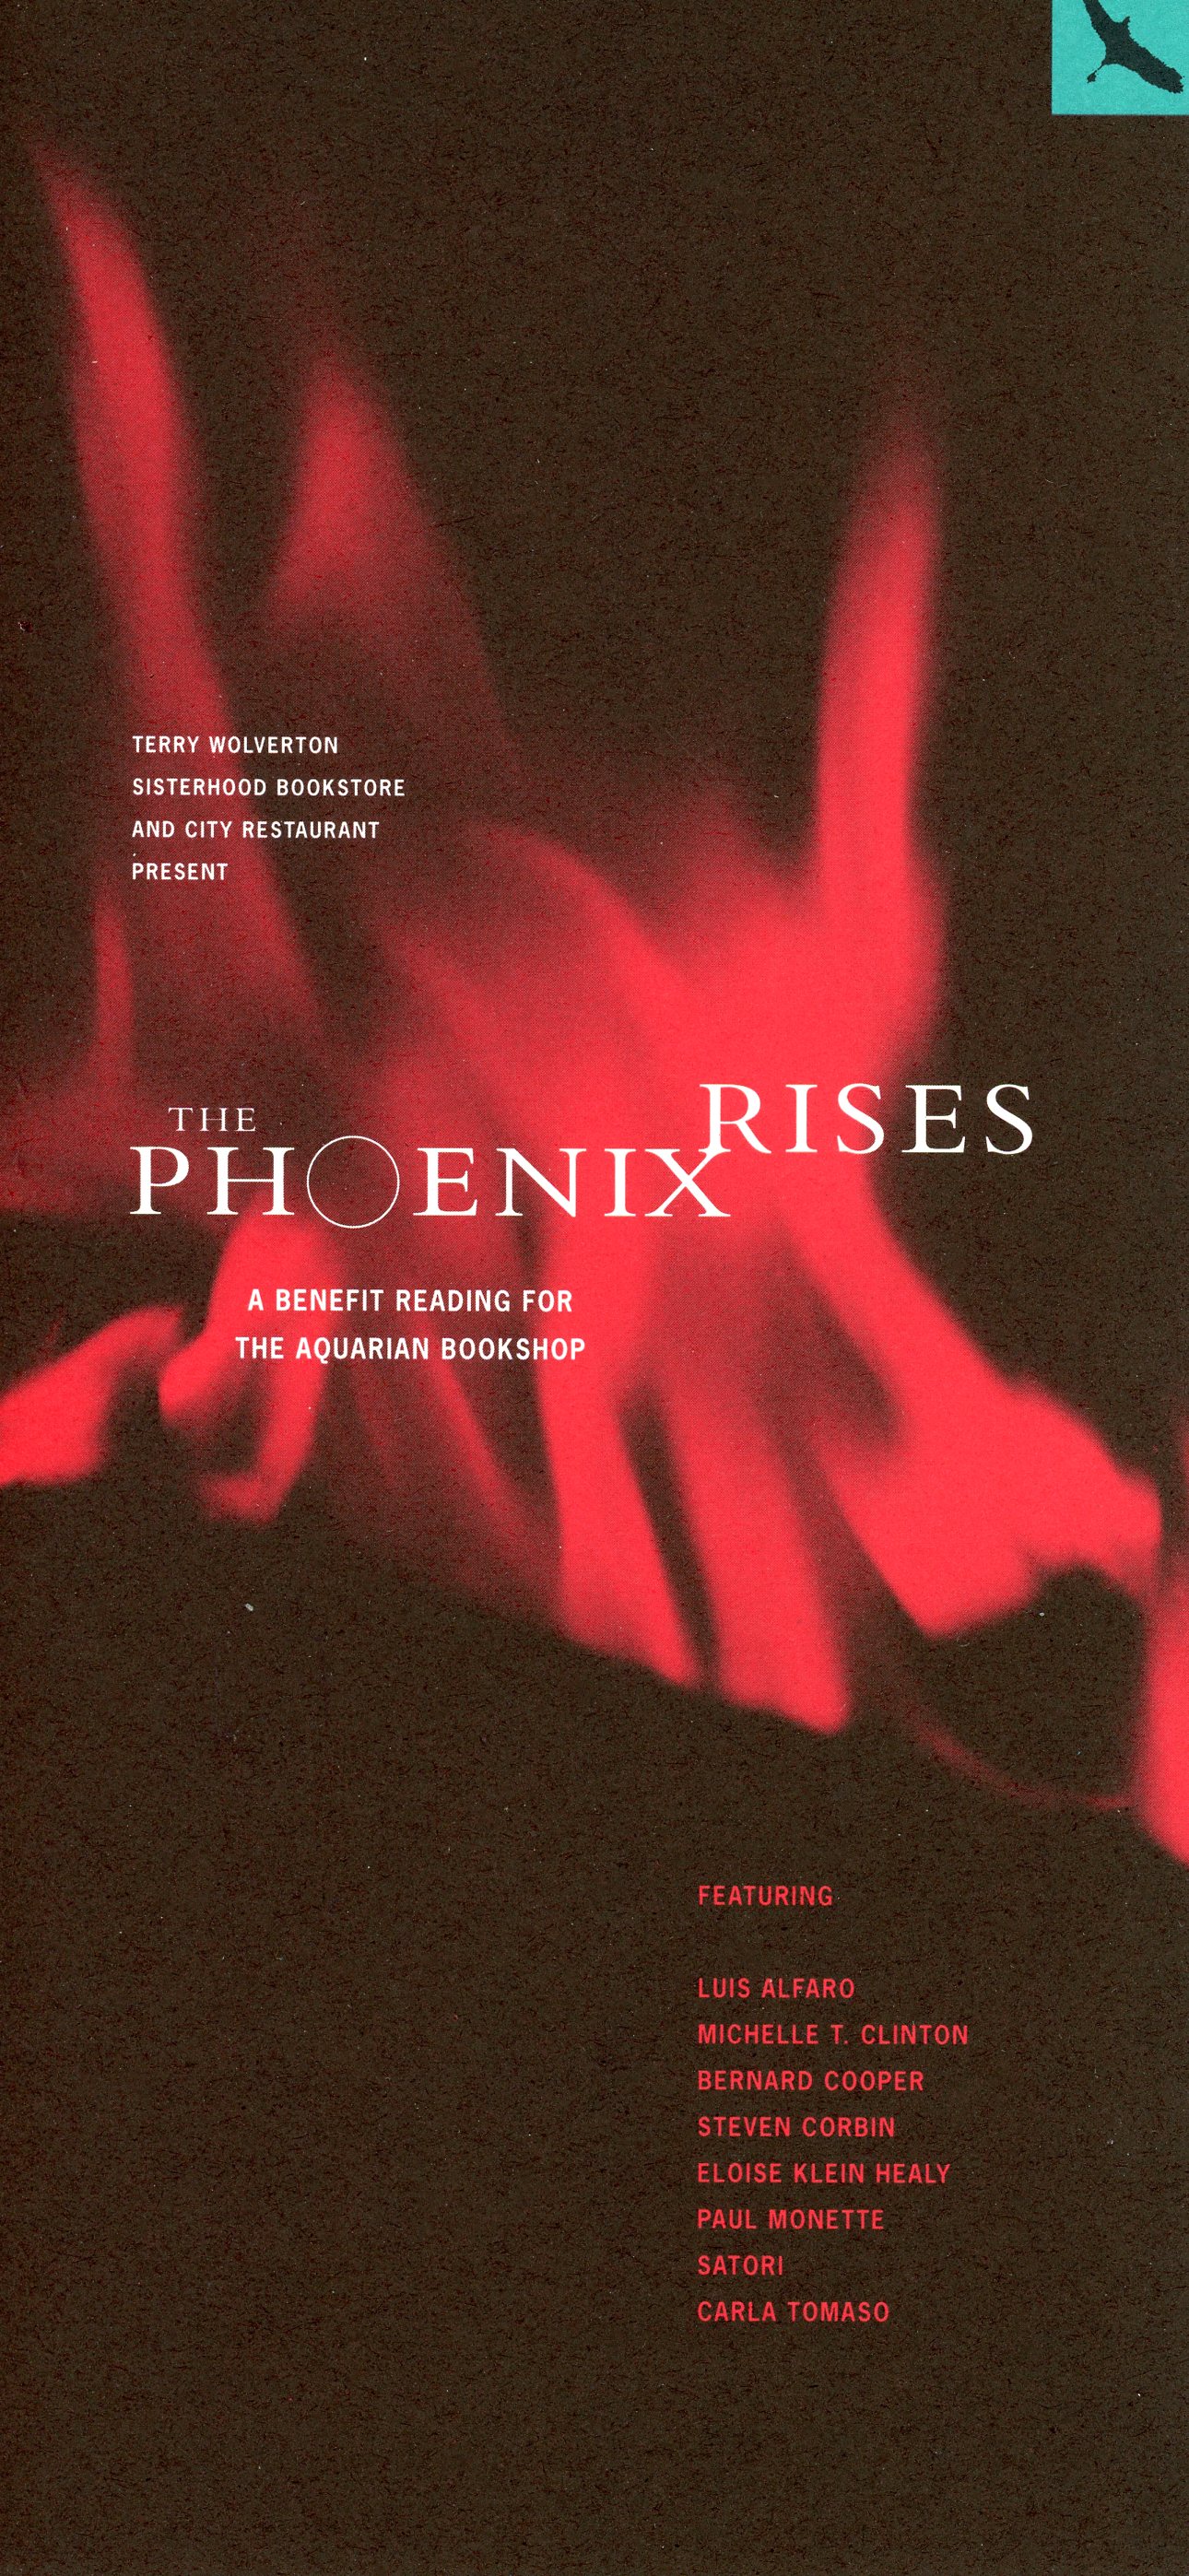 TERRY WOLVERTON
SISTERHOOD BOOKSTORE
AND CITY RESTAURANT
PRESENT
THE
PHOENIX RISES
A BENEFIT READING FOR
THE AQUARIAN BOOKSHOP
FEATURING
LUIS ALFARO
MICHELLE T. CLINTON
BERNARD COOPER
STEVEN CORBIN
ELOISE KLEIN HEALY
PAUL MONETTE
SATORI
CARLA TOMASO